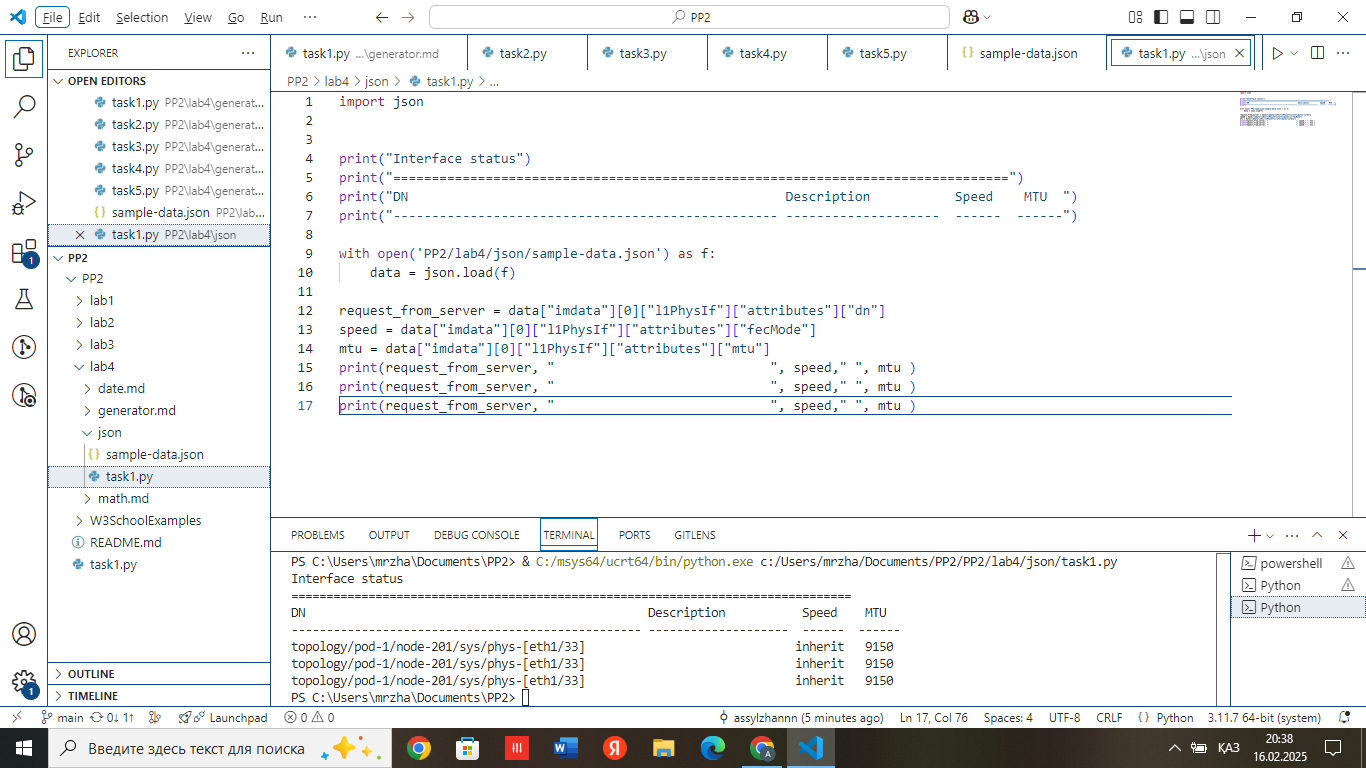 File Edit Selection View Go Run ··· PP2
EXPLORER ···
OPEN EDITORS
task1.py PP2\lab4\generat...
task2.py PP2\lab4\generat...
task3.py PP2\lab4\generat...
task4.py PP2\lab4\generat...
task5.py PP2\lab4\generat...
sample-data.json PP2\lab...
task1.py PP2\lab4\json
PP2
PP2
lab1
lab2
lab3
lab4
date.md
generator.md
json
sample-data.json
task1.py
math.md
W3SchoolExamples
README.md
task1.py
OUTLINE
TIMELINE
1
1
task1.py ...\generator.md task2.py task3.py task4.py task5.py sample-data.json task1.py ...\json
PP2 > lab4 > json > task1.py > ...
1 import json
2
3
4 print("Interface status")
5 print("================================================================================")
6 print("DN                                                 Description           Speed    MTU  ")
7 print("-------------------------------------------------- --------------------  ------  ------")
8
9 with open('PP2/lab4/json/sample-data.json') as f:
10     data = json.load(f)
11
12 request_from_server = data["imdata"][0]["l1PhysIf"]["attributes"]["dn"]
13 speed = data["imdata"][0]["l1PhysIf"]["attributes"]["fecMode"]
14 mtu = data["imdata"][0]["l1PhysIf"]["attributes"]["mtu"]
15 print(request_from_server, "                            ", speed," ", mtu )
16 print(request_from_server, "                            ", speed," ", mtu )
17 print(request_from_server, "                            ", speed," ", mtu )
PROBLEMS OUTPUT DEBUG CONSOLE TERMINAL PORTS GITLENS
PS C:\Users\mrzha\Documents\PP2> & C:/msys64/ucrt64/bin/python.exe c:/Users/mrzha/Documents/PP2/PP2/lab4/json/task1.py
Interface status
================================================================================
DN                                                 Description           Speed    MTU
-------------------------------------------------- --------------------  ------  ------
topology/pod-1/node-201/sys/phys-[eth1/33]                              inherit   9150
topology/pod-1/node-201/sys/phys-[eth1/33]                              inherit   9150
topology/pod-1/node-201/sys/phys-[eth1/33]                              inherit   9150
PS C:\Users\mrzha\Documents\PP2>
powershell
Python
Python
main 0↓ 1↑ Launchpad 0 0 assylzhannn (5 minutes ago) Ln 17, Col 76 Spaces: 4 UTF-8 CRLF { } Python 3.11.7 64-bit (system)
Введите здесь текст для поиска
Я
W
A
ҚАЗ
20:38
16.02.2025